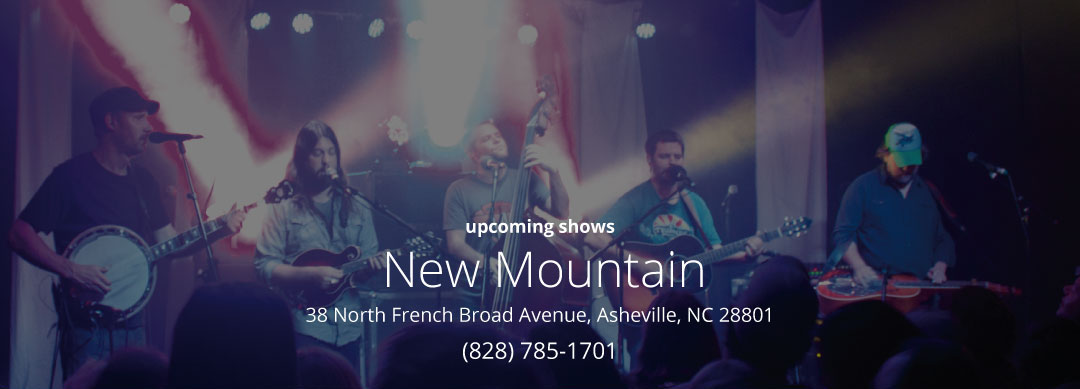 upcoming shows
New Mountain
38 North French Broad Avenue, Asheville, NC 28801
(828) 785-1701